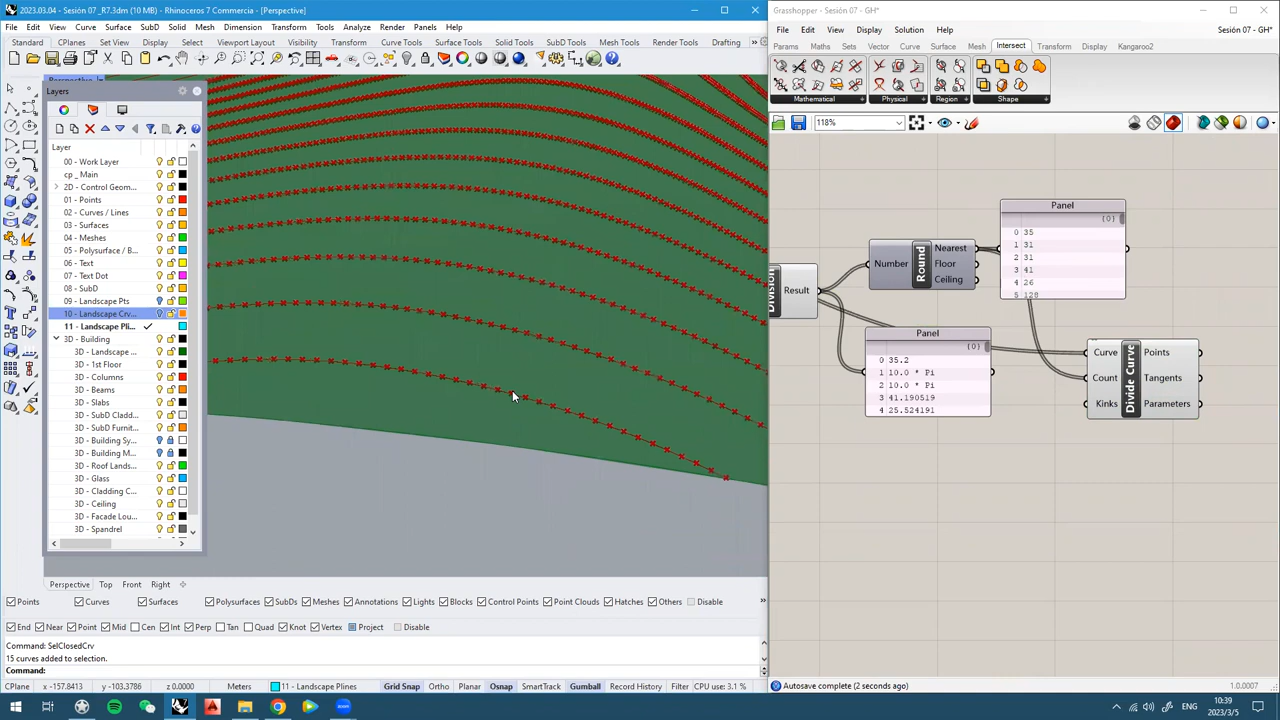 2023.03.04 - Sesión 07 _R7.3dm (10 MB) - Rhinoceros 7 Commercia - [Perspective]
File Edit View Curve Surface SubD Solid Mesh Dimension Transform Tools Analyze Render Panels Help
Standard CPlanes Set View Display Select Viewport Layout Visibility Transform Curve Tools Surface Tools Solid Tools SubD Tools Mesh Tools Render Tools Drafting
Layers
Layer
00 - Work Layer
cp _ Main
2D - Control Geom...
01 - Points
02 - Curves / Lines
03 - Surfaces
04 - Meshes
05 - Polysurface / B...
06 - Text
07 - Text Dot
08 - SubD
09 - Landscape Pts
10 - Landscape Crv...
11 - Landscape Pli...
3D - Building
3D - Landscape ...
3D - 1st Floor
3D - Columns
3D - Beams
3D - Slabs
3D - SubD Cladd...
3D - SubD Furnit...
3D - Building Sy...
3D - Building M...
3D - Roof Lands...
3D - Glass
3D - Cladding C...
3D - Ceiling
3D - Facade Lou...
3D - Spandrel
Perspective Top Front Right
Points Curves Surfaces Polysurfaces SubDs Meshes Annotations Lights Blocks Control Points Point Clouds Hatches Others Disable
End Near Point Mid Cen Int Perp Tan Quad Knot Vertex Project Disable
Command: SelClosedCrv
15 curves added to selection.
Command:
CPlane x -157.8413 y -103.3786 z 0.0000 Meters 11 - Landscape Plines Grid Snap Ortho Planar Osnap SmartTrack Gumball Record History Filter CPU use: 3.1 %
Grasshopper - Sesión 07 - GH*
File Edit View Display Solution Help Sesión 07 - GH*
Params Maths Sets Vector Curve Surface Mesh Intersect Transform Display Kangaroo2
Mathematical Physical Region Shape
118%
Panel
{0}
0 35
1 31
2 31
3 41
4 26
5 128
Division
Result
Number
Round
Nearest
Floor
Ceiling
Panel
{0}
0 35.2
1 10.0 * Pi
2 10.0 * Pi
3 41.190519
4 25.524191
Curve
Count
Kinks
Divide Curve
Points
Tangents
Parameters
Autosave complete (2 seconds ago)
1.0.0007
ENG
10:39
2023/3/5